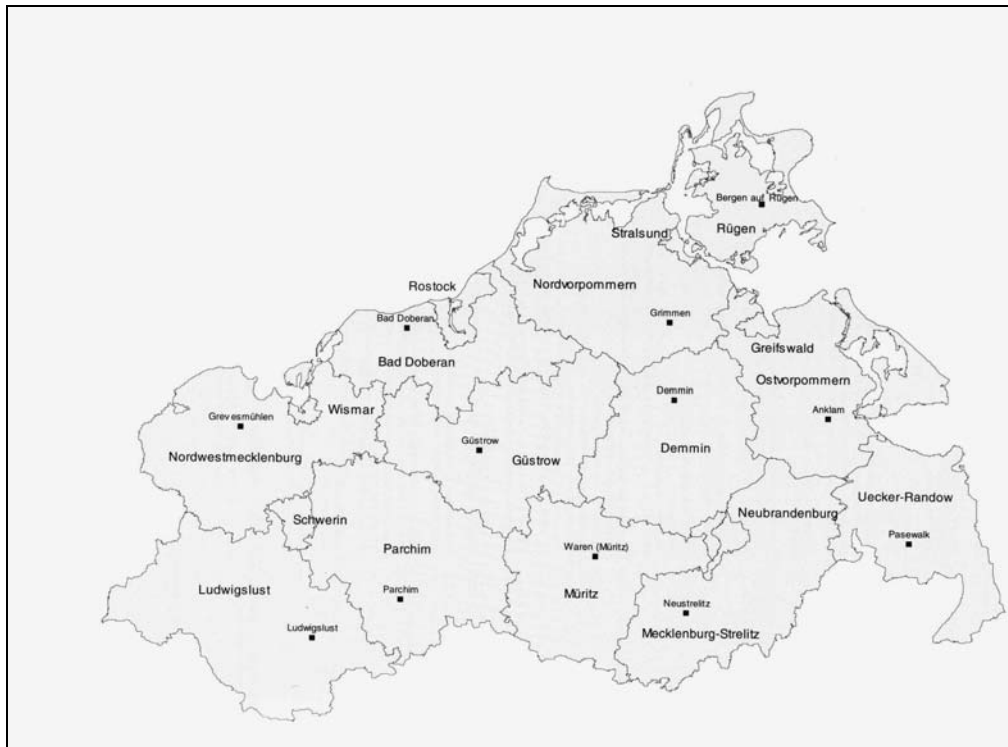 Bergen auf Rügen
Rügen
Stralsund
Nordvorpommern
Rostock
Bad Doberan
Grimmen
Bad Doberan
Greifswald
Ostvorpommern
Demmin
Wismar
Grevesmühlen
Anklam
Güstrow
Nordwestmecklenburg
Güstrow
Demmin
Uecker-Randow
Neubrandenburg
Schwerin
Pasewalk
Parchim
Waren (Müritz)
Ludwigslust
Parchim
Müritz
Neustrelitz
Ludwigslust
Mecklenburg-Strelitz